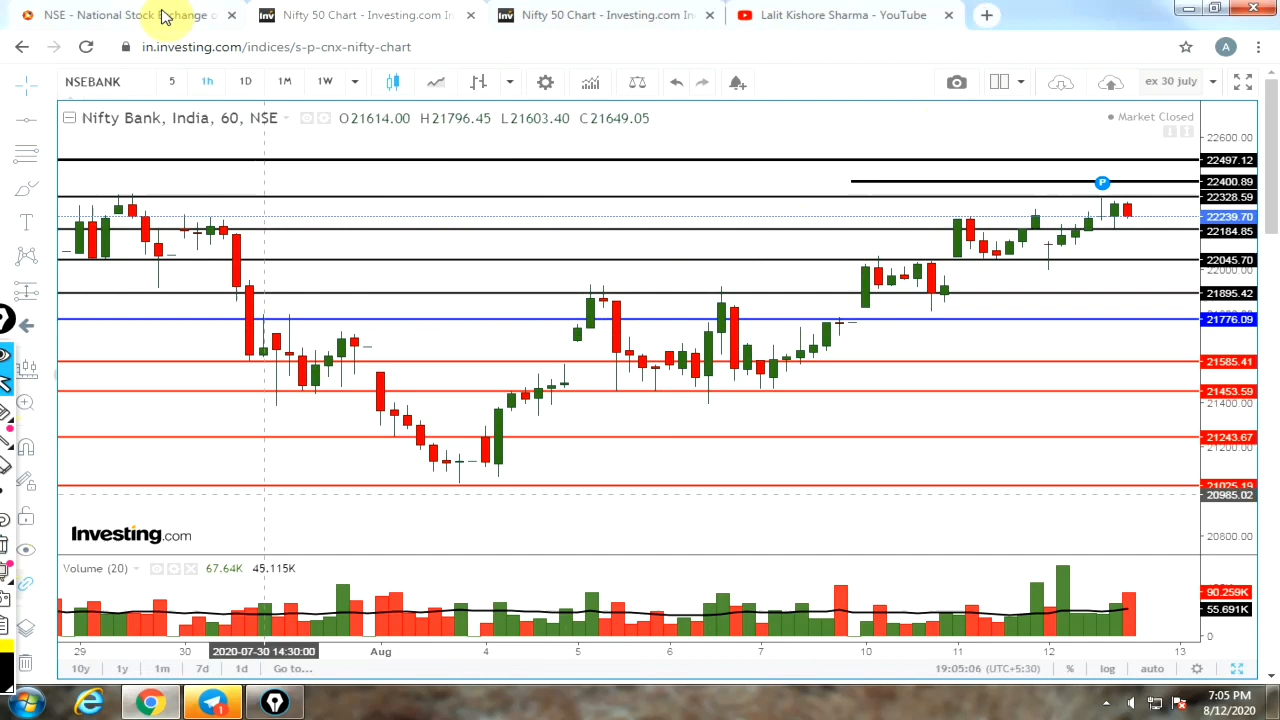 NSE - National Stock Exchange o
Nifty 50 Chart - Investing.com In
Nifty 50 Chart - Investing.com In
Lalit Kishore Sharma - YouTube
in.investing.com/indices/s-p-cnx-nifty-chart
A
NSEBANK 5 1h 1D 1M 1W ex 30 july
Nifty Bank, India, 60, NSE O21614.00 H21796.45 L21603.40 C21649.05
Market Closed
22600.00
22497.12
22400.89
P
22328.59
22239.70
22184.85
22045.70
22000.00
21895.42
21776.09
21585.41
21453.59
21400.00
21243.67
21200.00
21025.19
20985.02
Investing.com
20800.00
Volume (20) 67.64K 45.115K
90.259K
55.691K
0
29 30 2020-07-30 14:30:00 Aug 4 5 6 7 10 11 12 13
10y 1y 1m 7d 1d Go to... 19:05:06 (UTC+5:30) % log auto
7:05 PM
8/12/2020